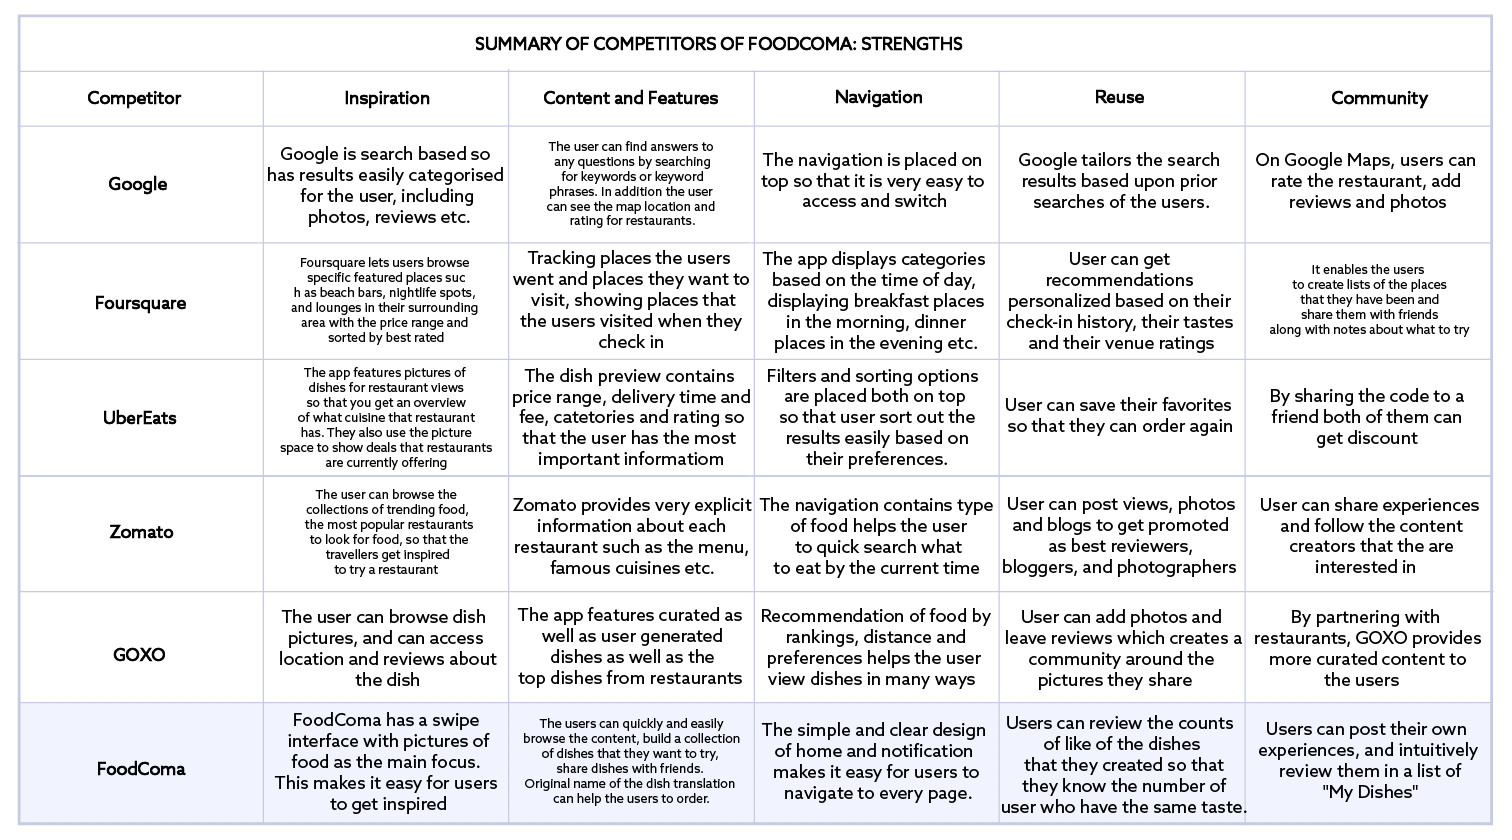 SUMMARY OF COMPETITORS OF FOODCOMA: STRENGTHS
Competitor
Inspiration
Content and Features
Navigation
Reuse
Community
Google
Google is search based so
has results easily categorised
for the user, including
photos, reviews etc.
The user can find answers to
any questions by searching
for keywords or keyword
phrases. In addition the user
can see the map location and
rating for restaurants.
The navigation is placed on
top so that it is very easy to
access and switch
Google tailors the search
results based upon prior
searches of the users.
On Google Maps, users can
rate the restaurant, add
reviews and photos
Foursquare
Foursquare lets users browse
specific featured places suc
h as beach bars, nightlife spots,
and lounges in their surrounding
area with the price range and
sorted by best rated
Tracking places the users
went and places they want to
visit, showing places that
the users visited when they
check in
The app displays categories
based on the time of day,
displaying breakfast places
in the morning, dinner
places in the evening etc.
User can get
recommendations
personalized based on their
check-in history, their tastes
and their venue ratings
It enables the users
to create lists of the places
that they have been and
share them with friends
along with notes about what to try
UberEats
The app features pictures of
dishes for restaurant views
so that you get an overview
of what cuisine that restaurant
has. They also use the picture
space to show deals that restaurants
are currently offering
The dish preview contains
price range, delivery time and
fee, catetories and rating so
that the user has the most
important informatiom
Filters and sorting options
are placed both on top
so that user sort out the
results easily based on
their preferences.
User can save their favorites
so that they can order again
By sharing the code to a
friend both of them can
get discount
Zomato
The user can browse the
collections of trending food,
the most popular restaurants
to look for food, so that the
travellers get inspired
to try a restaurant
Zomato provides very explicit
information about each
restaurant such as the menu,
famous cuisines etc.
The navigation contains type
of food helps the user
to quick search what
to eat by the current time
User can post views, photos
and blogs to get promoted
as best reviewers,
bloggers, and photographers
User can share experiences
and follow the content
creators that the are
interested in
GOXO
The user can browse dish
pictures, and can access
location and reviews about
the dish
The app features curated as
well as user generated
dishes as well as the
top dishes from restaurants
Recommendation of food by
rankings, distance and
preferences helps the user
view dishes in many ways
User can add photos and
leave reviews which creates a
community around the
pictures they share
By partnering with
restaurants, GOXO provides
more curated content to
the users
FoodComa
FoodComa has a swipe
interface with pictures of
food as the main focus.
This makes it easy for users
to get inspired
The users can quickly and easily
browse the content, build a collection
of dishes that they want to try,
share dishes with friends.
Original name of the dish translation
can help the users to order.
The simple and clear design
of home and notification
makes it easy for users to
navigate to every page.
Users can review the counts
of like of the dishes
that they created so that
they know the number of
user who have the same taste.
Users can post their own
experiences, and intuitively
review them in a list of
"My Dishes"